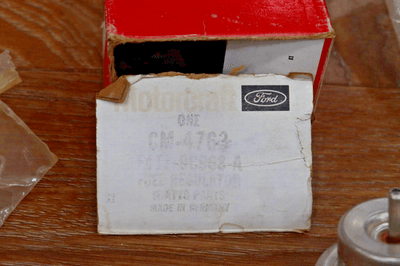 Motorcraft
Ford
ONE
CM-4763
FUEL REGULATOR
MADE IN GERMANY